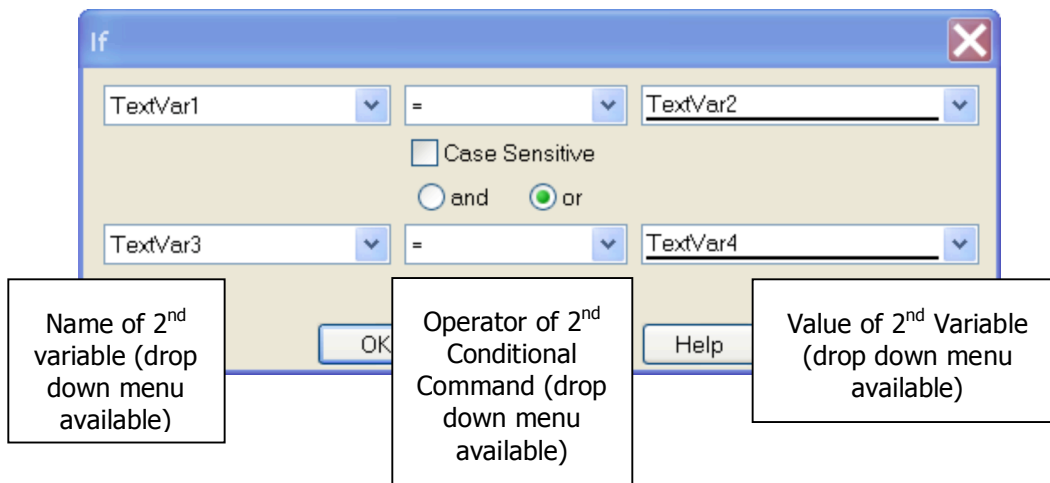 If
TextVar1 = TextVar2
Case Sensitive
and or
TextVar3 = TextVar4
OK Help
Name of 2nd
variable (drop
down menu
available)
Operator of 2nd
Conditional
Command (drop
down menu
available)
Value of 2nd Variable
(drop down menu
available)